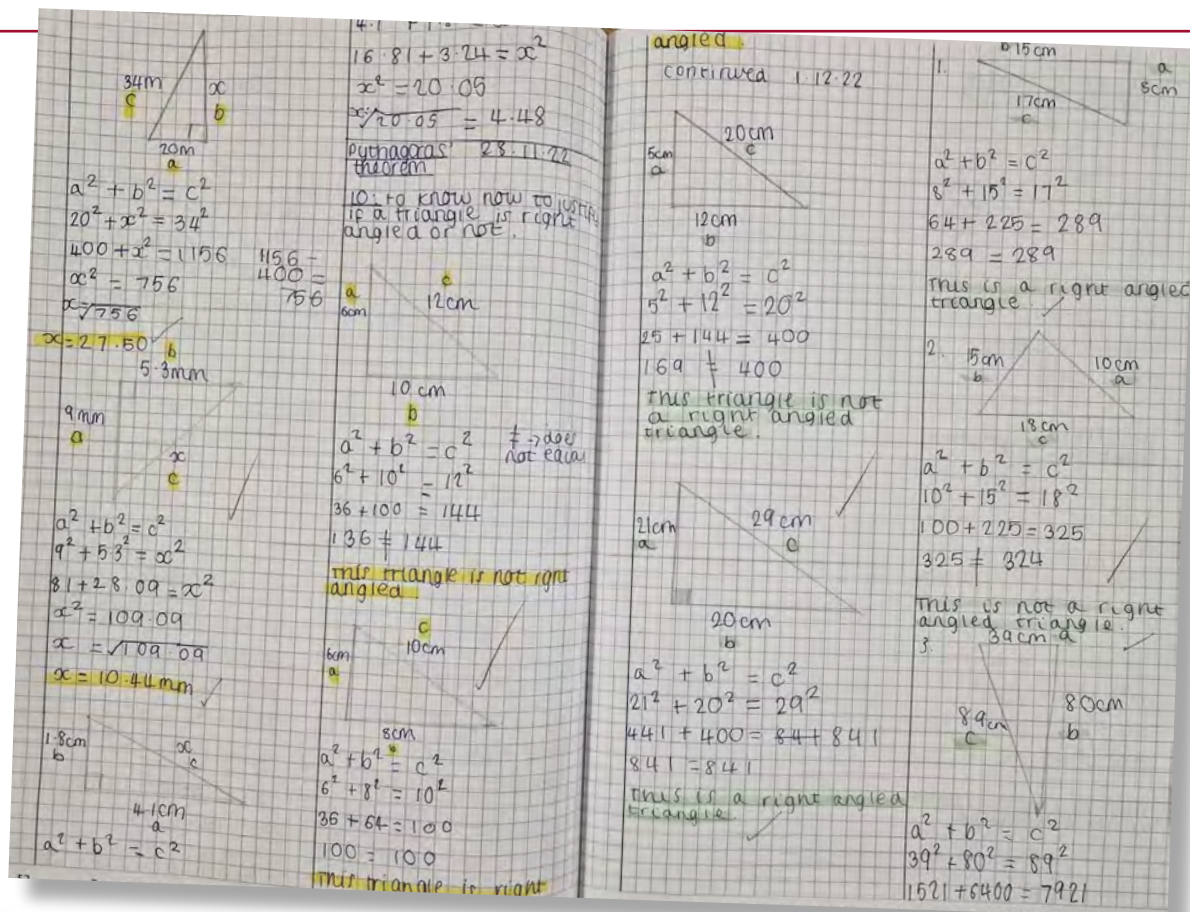 34m
x
c
b
20m
a
a² + b² = c²
20² + x² = 34²
400 + x² = 1156
1156 -
400 =
756
x² = 756
x=√756
x=27.50
b
5.3mm
9mm
a
x
c
a² + b² = c²
9² + 5.3² = x²
81 + 28.09 = x²
x² = 109.09
x = √109.09
x = 10.44mm
1.8cm
b
x
c
4.1cm
a
a² + b² = c²
16.81 + 3.24 = x²
x² = 20.05
x=√20.05 = 4.48
Pythagoras' 28.11.22
theorem
if a triangle is right
angled or not.
a
6cm
c
12cm
10cm
b
a² + b² = c²
≠ → does
not equal
6² + 10² = 12²
36 + 100 = 144
136 ≠ 144
This triangle is not right
angled.
c
10cm
6cm
a
8cm
b
a² + b² = c²
6² + 8² = 10²
36 + 64 = 100
100 = 100
This triangle is right
angled.
continued 1.12.22
20cm
c
5cm
a
12cm
b
a² + b² = c²
5² + 12² = 20²
25 + 144 = 400
169 ≠ 400
This triangle is not
a right angled
triangle.
21cm
a
29cm
c
20cm
b
a² + b² = c²
21² + 20² = 29²
441 + 400 = 84+ 841
841 = 841
This is a right angled
triangle.
1.
b 15cm
a
8cm
17cm
c
a² + b² = c²
8² + 15² = 17²
64 + 225 = 289
289 = 289
This is a right angled
triangle.
2.
15cm
b
10cm
a
18cm
c
a² + b² = c²
10² + 15² = 18²
100 + 225 = 325
325 ≠ 324
This is not a right
angled triangle.
3.
39cm a
89cm
c
80cm
b
a² + b² = c²
39² + 80² = 89²
1521 + 6400 = 7921